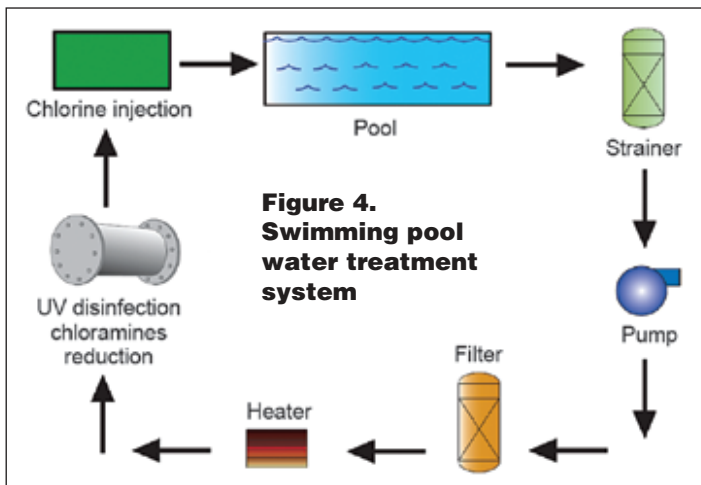 Chlorine injection
Pool
Strainer
Figure 4.
Swimming pool
water treatment
system
UV disinfection
chloramines
reduction
Pump
Filter
Heater